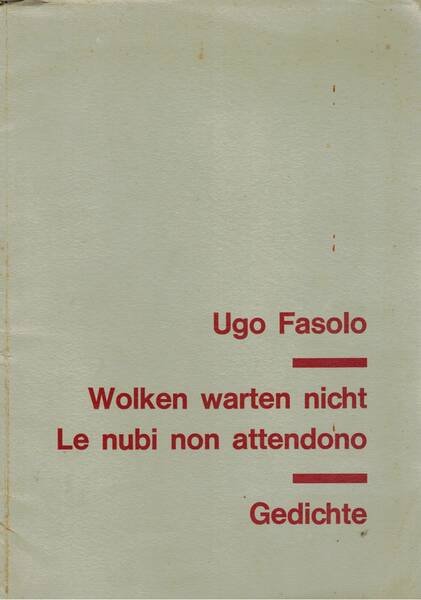 Ugo Fasolo
Wolken warten nicht
Le nubi non attendono
Gedichte